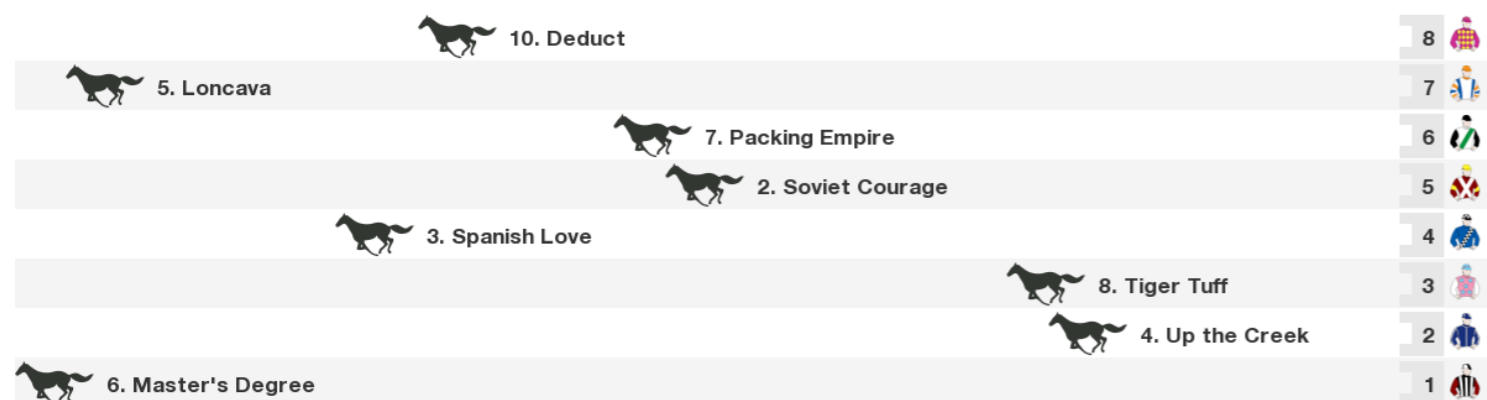 10. Deduct 8
5. Loncava 7
7. Packing Empire 6
2. Soviet Courage 5
3. Spanish Love 4
8. Tiger Tuff 3
4. Up the Creek 2
6. Master's Degree 1